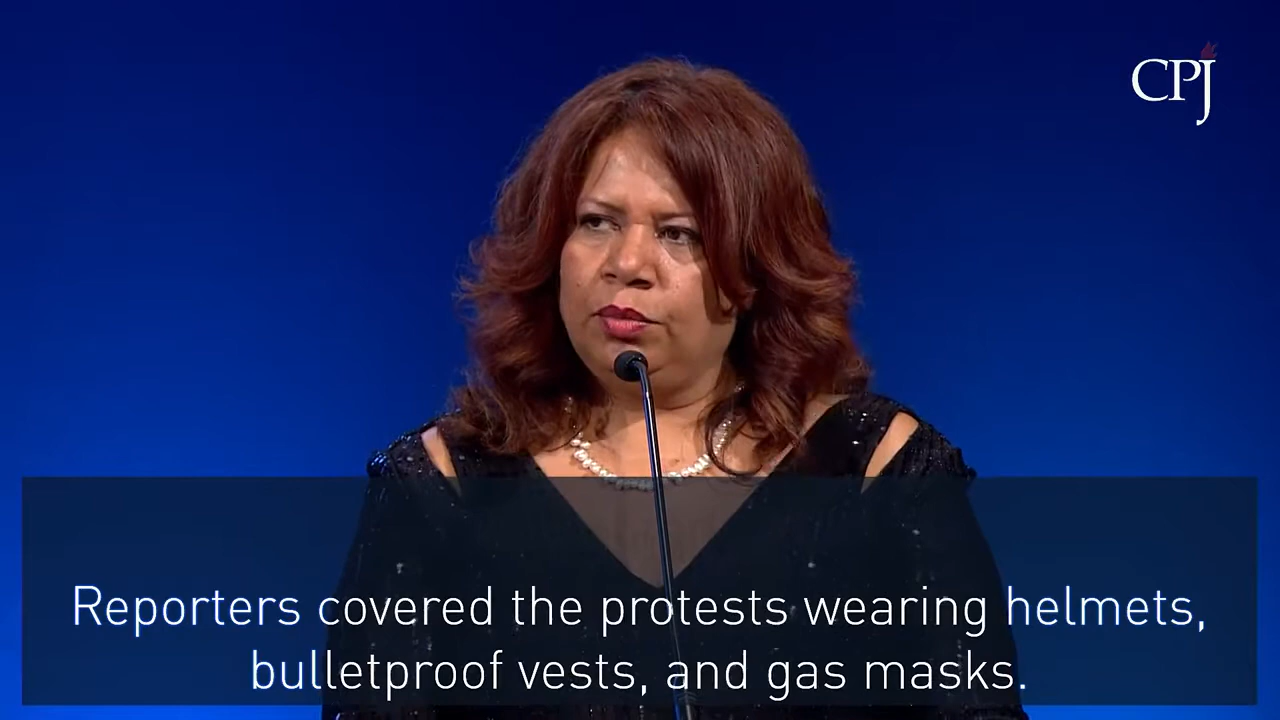 CPJ
Reporters covered the protests wearing helmets,
bulletproof vests, and gas masks.